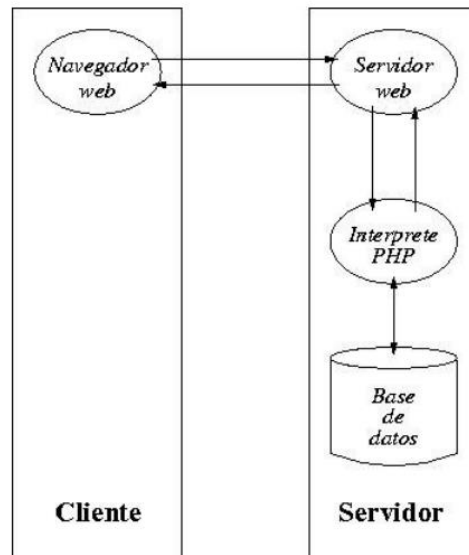 Navegador
web
Servidor
web
Interprete
PHP
Base
de
datos
Cliente
Servidor